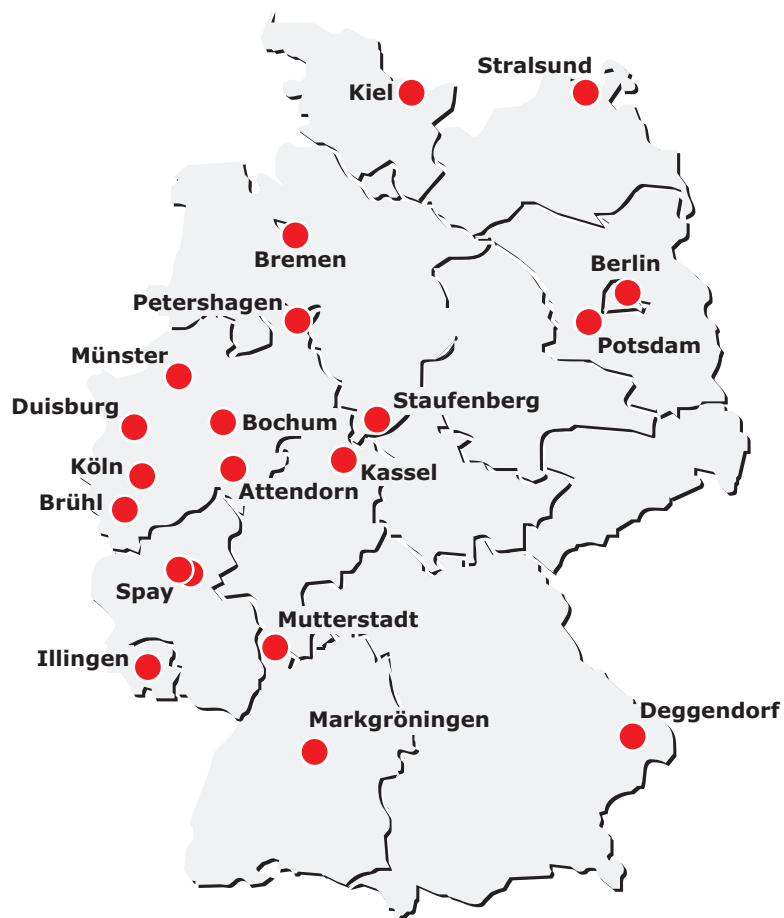 Stralsund
Kiel
Bremen
Berlin
Petershagen
Potsdam
Münster
Staufenberg
Duisburg
Bochum
Köln
Kassel
Attendorn
Brühl
Spay
Mutterstadt
Illingen
Deggendorf
Markgröningen